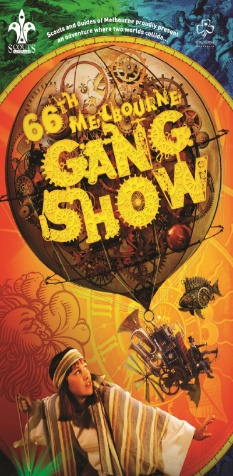 Scouts and Guides of Melbourne proudly present
an adventure where two worlds collide...
SCOUTS
66TH
MELBOURNE
GANG
SHOW